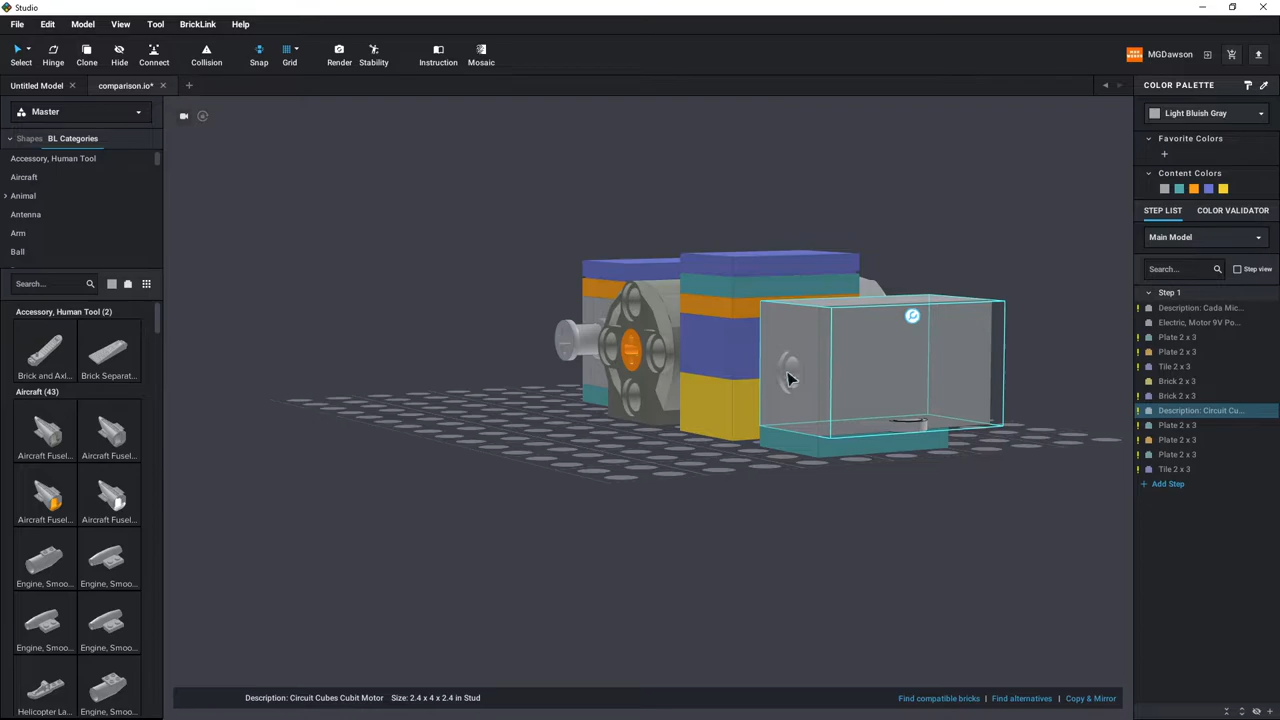 Studio
File Edit Model View Tool BrickLink Help
Select Hinge Clone Hide Connect Collision Snap Grid Render Stability Instruction Mosaic
MGDawson
Untitled Model comparison.io*
Master
Shapes BL Categories
Accessory, Human Tool
Aircraft
Animal
Antenna
Arm
Ball
Search...
Accessory, Human Tool (2)
Brick and Axl... Brick Separat...
Aircraft (43)
Aircraft Fusel... Aircraft Fusel...
Aircraft Fusel... Aircraft Fusel...
Engine, Smoo... Engine, Smoo...
Engine, Smoo... Engine, Smoo...
Helicopter La... Engine, Smoo...
Description: Circuit Cubes Cubit Motor Size: 2.4 x 4 x 2.4 in Stud
Find compatible bricks | Find alternatives | Copy & Mirror
COLOR PALETTE
Light Bluish Gray
Favorite Colors
Content Colors
STEP LIST COLOR VALIDATOR
Main Model
Search... Step view
Step 1
Description: Cada Mic...
Electric, Motor 9V Po...
Plate 2 x 3
Plate 2 x 3
Tile 2 x 3
Brick 2 x 3
Brick 2 x 3
Description: Circuit Cu...
Plate 2 x 3
Plate 2 x 3
Plate 2 x 3
Tile 2 x 3
+ Add Step